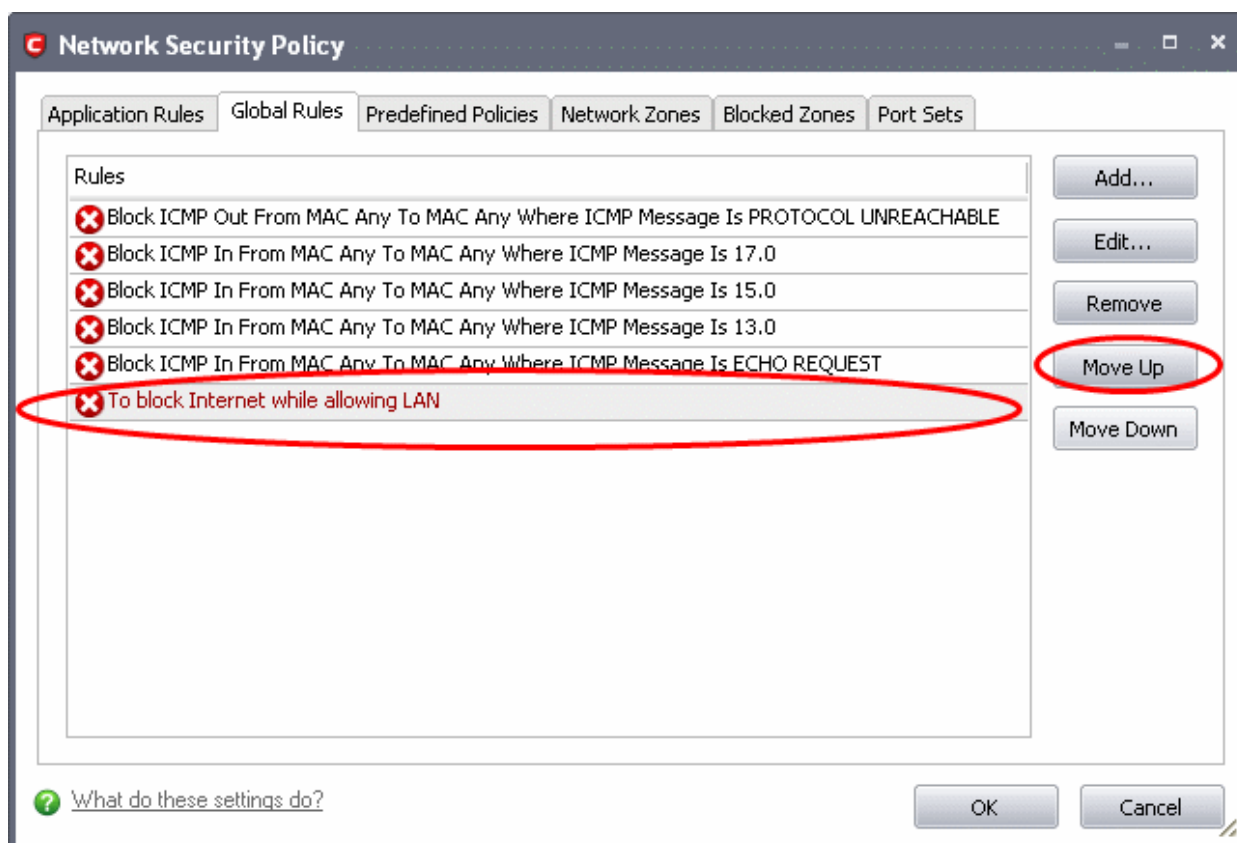 Network Security Policy
Application Rules
Global Rules
Predefined Policies
Network Zones
Blocked Zones
Port Sets
Rules
Block ICMP Out From MAC Any To MAC Any Where ICMP Message Is PROTOCOL UNREACHABLE
Block ICMP In From MAC Any To MAC Any Where ICMP Message Is 17.0
Block ICMP In From MAC Any To MAC Any Where ICMP Message Is 15.0
Block ICMP In From MAC Any To MAC Any Where ICMP Message Is 13.0
Block ICMP In From MAC Any To MAC Any Where ICMP Message Is ECHO REQUEST
To block Internet while allowing LAN
Add...
Edit...
Remove
Move Up
Move Down
What do these settings do?
OK
Cancel